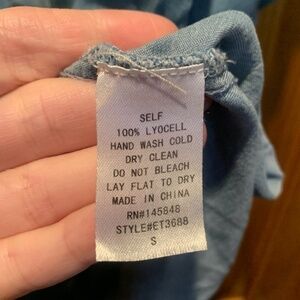 SELF
100% LYOCELL
HAND WASH COLD
DRY CLEAN
DO NOT BLEACH
LAY FLAT TO DRY
MADE IN CHINA
RN#145848
STYLE#ET3688
S